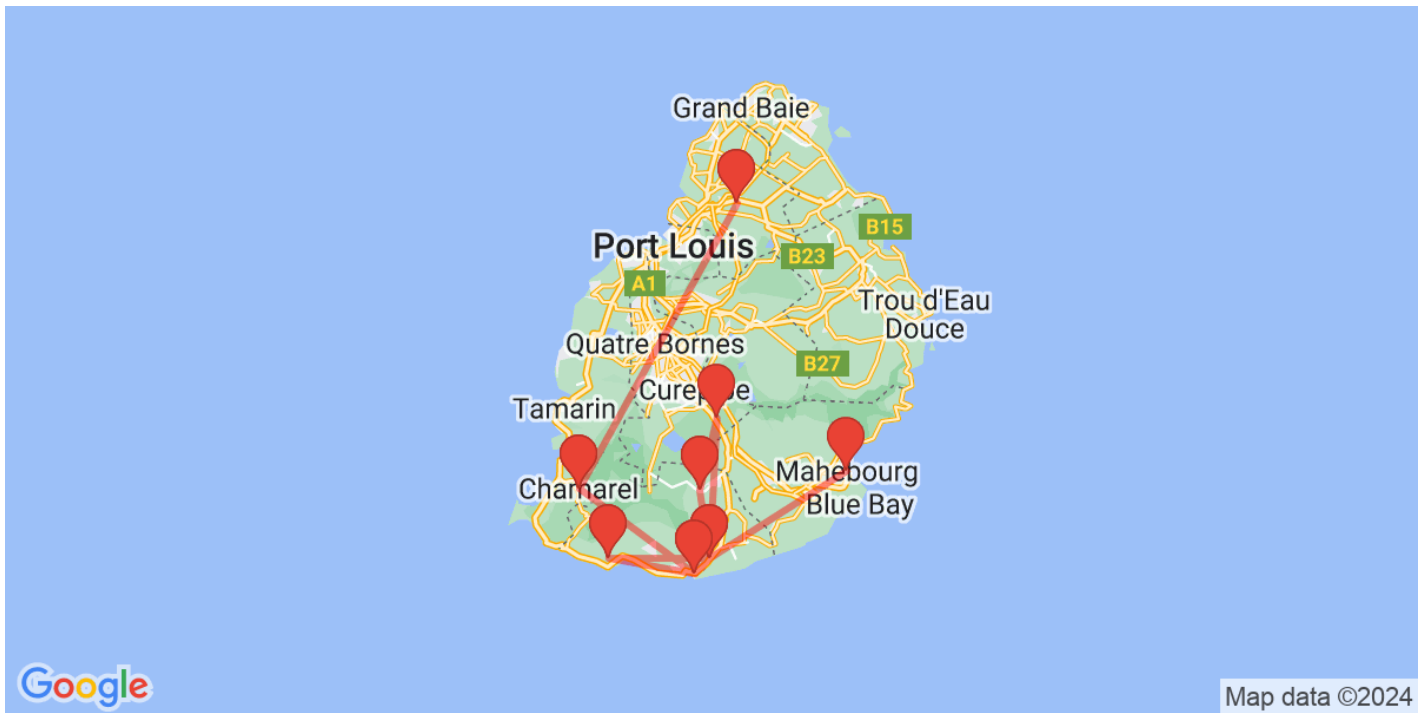 Grand Baie
B15
Port Louis
B23
A1
Trou d'Eau
Douce
Quatre Bornes
B27
Curepipe
Tamarin
Mahebourg
Chamarel
Blue Bay
Google
Map data ©2024